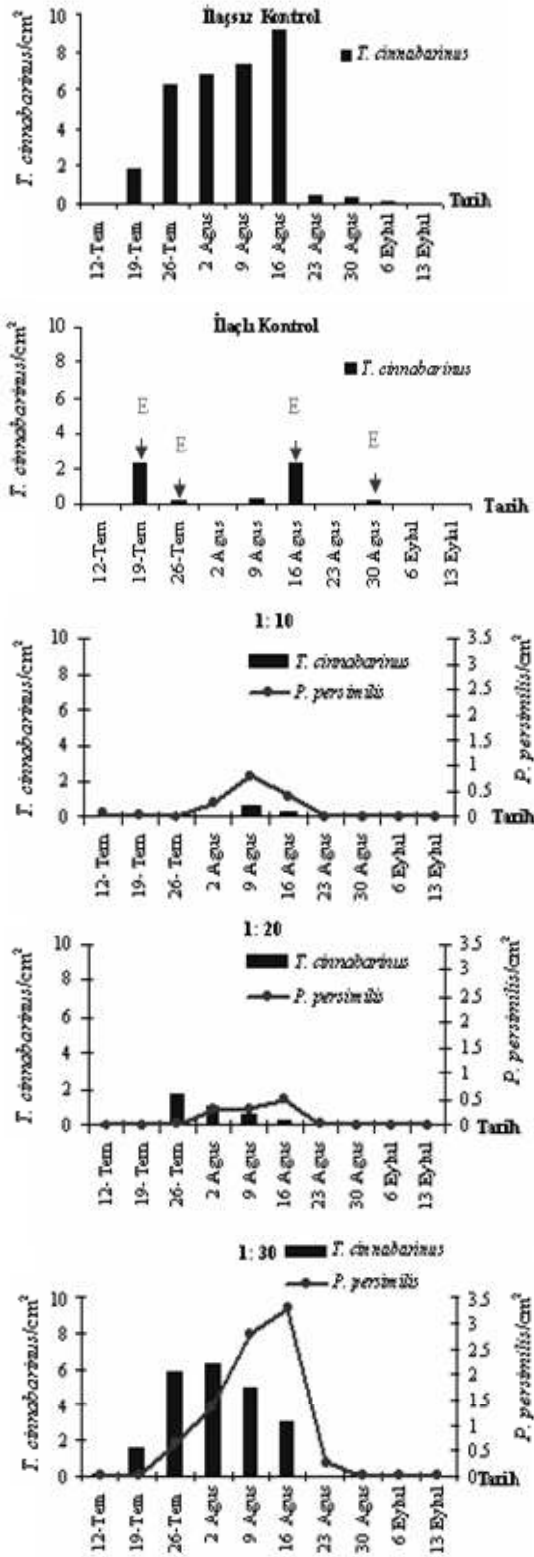 İlaçsız Kontrol
T. cinnabarinus/cm²
10
8
6
4
2
0
T. cinnabarinus
Tarih
12-Tem
19-Tem
26-Tem
2 Agus
9 Agus
16 Agus
23 Agus
30 Agus
6 Eylul
13 Eylul
İlaçlı Kontrol
T. cinnabarinus/cm²
10
8
6
4
2
0
T. cinnabarinus
E
E
E
E
Tarih
12-Tem
19-Tem
26-Tem
2 Agus
9 Agus
16 Agus
23 Agus
30 Agus
6 Eylul
13 Eylul
1: 10
T. cinnabarinus/cm²
10
8
6
4
2
0
T. cinnabarinus
P. persimilis
3.5
3
2.5
2
1.5
1
0.5
0
P. persimilis/cm²
Tarih
12- Tem
19- Tem
26- Tem
2 Agus
9 Agus
16 Agus
23 Agus
30 Agus
6 Eylul
13 Eylul
1: 20
T. cinnabarinus/cm²
10
8
6
4
2
0
T. cinnabarinus
P. persimilis
3.5
3
2.5
2
1.5
1
0.5
0
P. persimilis/cm²
Tarih
12- Tem
19- Tem
26- Tem
2 Agus
9 Agus
16 Agus
23 Agus
30 Agus
6 Eylul
13 Eylul
1: 30
T. cinnabarinus
P. persimilis
T. cinnabarinus/cm²
10
8
6
4
2
0
3.5
3
2.5
2
1.5
1
0.5
0
P. persimilis/cm²
Tarih
12-Tem
19-Tem
26-Tem
2 Agus
9 Agus
16 Agus
23 Agus
30 Agus
6 Eylul
13 Eylul